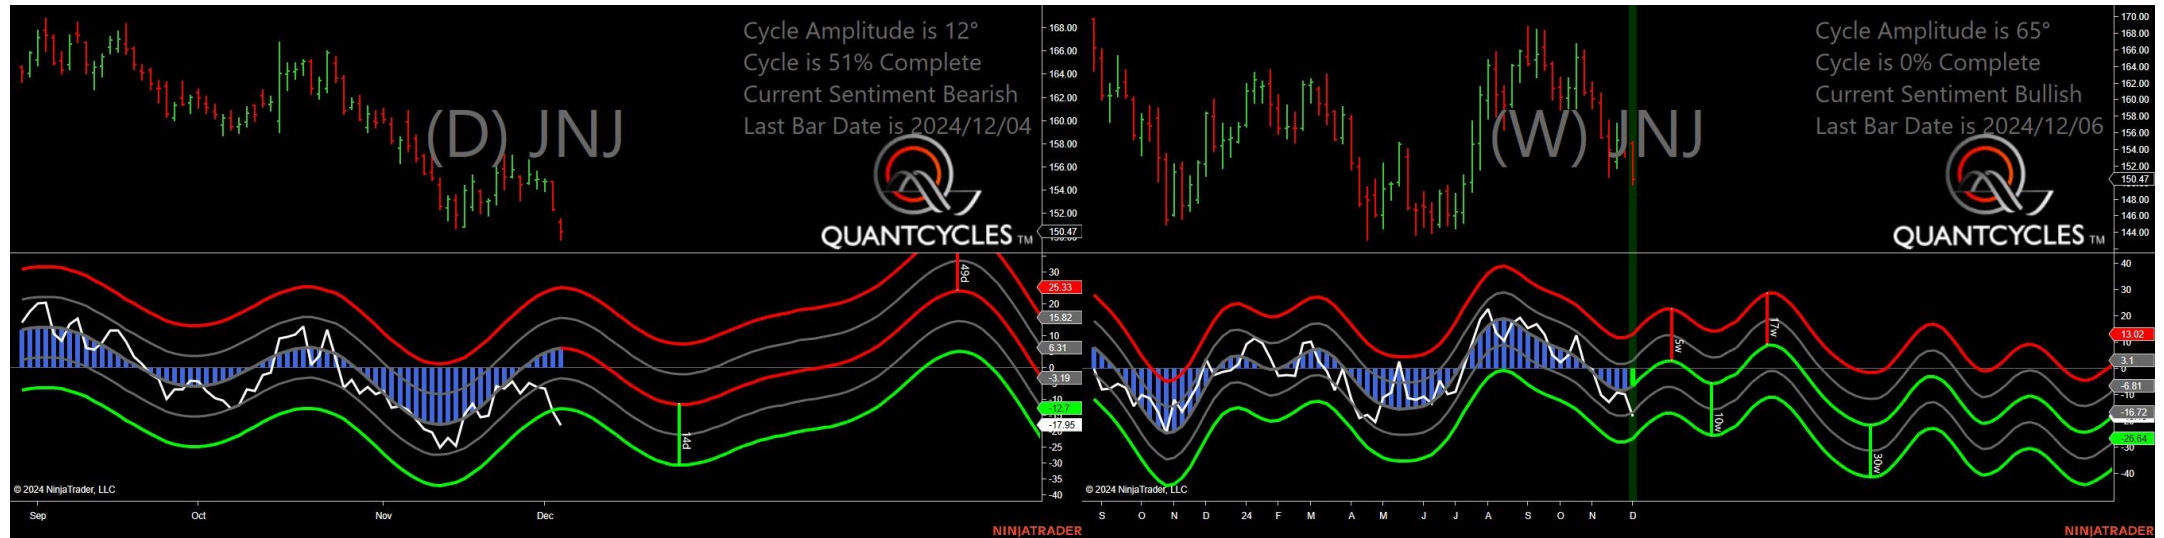 Cycle Amplitude is 12°
Cycle is 51% Complete
Current Sentiment Bearish
Last Bar Date is 2024/12/04
(D) JNJ
QUANTCYCLES TM
168.00
166.00
164.00
162.00
160.00
158.00
156.00
154.00
152.00
150.47
49d
14d
30
25.33
20
15.82
10
6.31
0
-3.19
-10
-12.7
-17.95
-25
-30
-35
-40
© 2024 NinjaTrader, LLC
Sep Oct Nov Dec
NINJATRADER
Cycle Amplitude is 65°
Cycle is 0% Complete
Current Sentiment Bullish
Last Bar Date is 2024/12/06
(W) JNJ
QUANTCYCLES TM
170.00
168.00
166.00
164.00
162.00
160.00
158.00
156.00
154.00
152.00
150.47
148.00
146.00
144.00
5w
17w
10w
30w
40
30
20
13.02
10
3.1
0
-6.81
-10
-16.72
-26.64
-30
-40
© 2024 NinjaTrader, LLC
S O N D 24 F M A M J J A S O N D
NINJATRADER